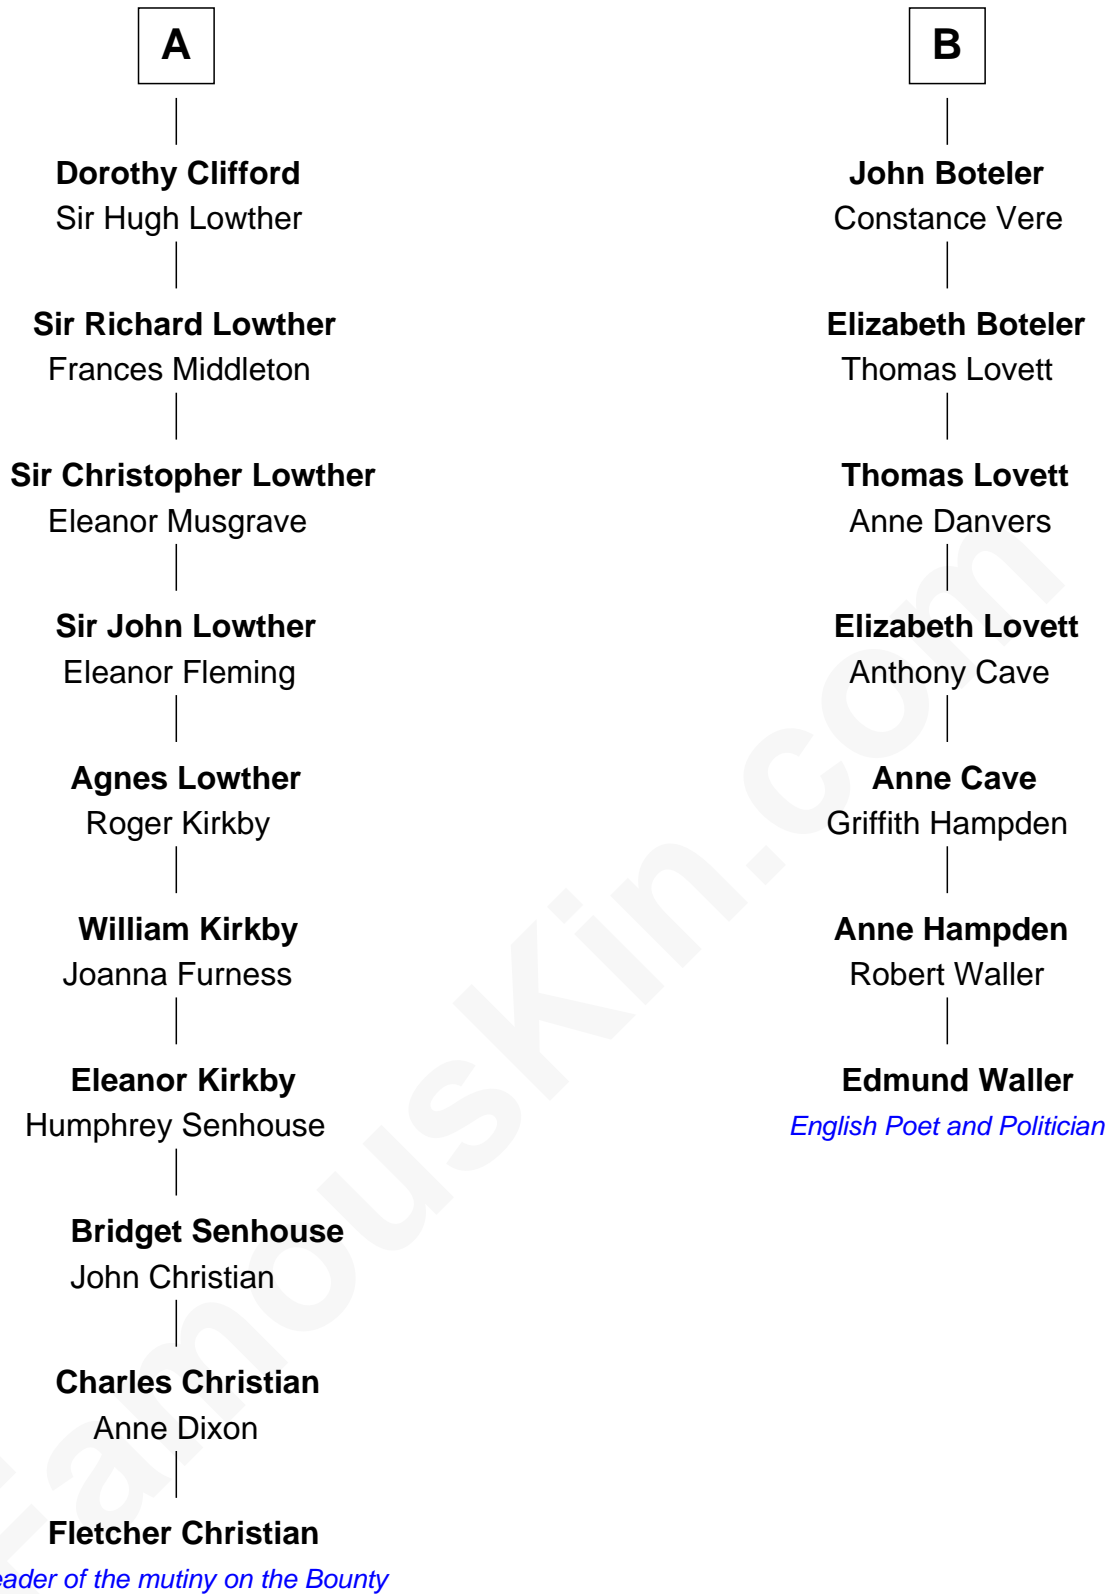 A
Dorothy Clifford
Sir Hugh Lowther
Sir Richard Lowther
Frances Middleton
Sir Christopher Lowther
Eleanor Musgrave
Sir John Lowther
Eleanor Fleming
Agnes Lowther
Roger Kirkby
William Kirkby
Joanna Furness
Eleanor Kirkby
Humphrey Senhouse
Bridget Senhouse
John Christian
Charles Christian
Anne Dixon
Fletcher Christian
eader of the mutiny on the Bounty
B
John Boteler
Constance Vere
Elizabeth Boteler
Thomas Lovett
Thomas Lovett
Anne Danvers
Elizabeth Lovett
Anthony Cave
Anne Cave
Griffith Hampden
Anne Hampden
Robert Waller
Edmund Waller
English Poet and Politician
FamousKin.com